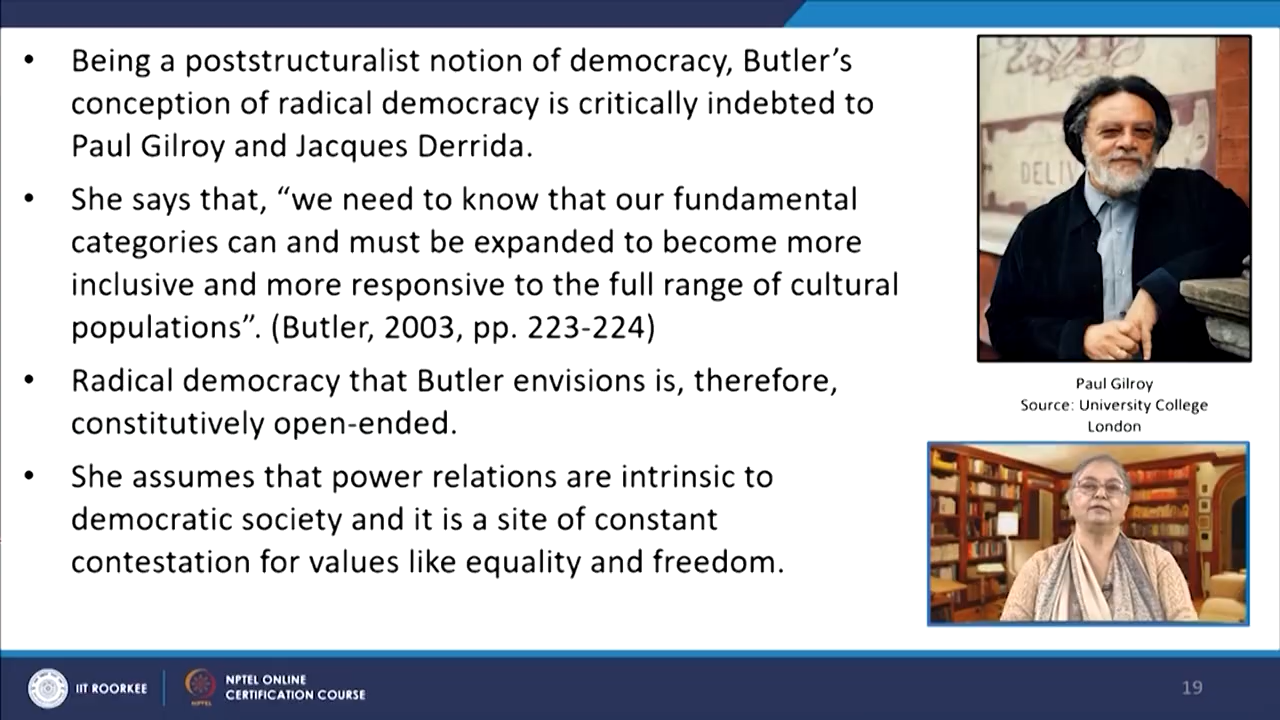 • Being a poststructuralist notion of democracy, Butler’s
conception of radical democracy is critically indebted to
Paul Gilroy and Jacques Derrida.
• She says that, “we need to know that our fundamental
categories can and must be expanded to become more
inclusive and more responsive to the full range of cultural
populations”. (Butler, 2003, pp. 223-224)
• Radical democracy that Butler envisions is, therefore,
constitutively open-ended.
• She assumes that power relations are intrinsic to
democratic society and it is a site of constant
contestation for values like equality and freedom.
DELIV
Paul Gilroy
Source: University College
London
IIT ROORKEE
NPTEL
NPTEL ONLINE
CERTIFICATION COURSE
19